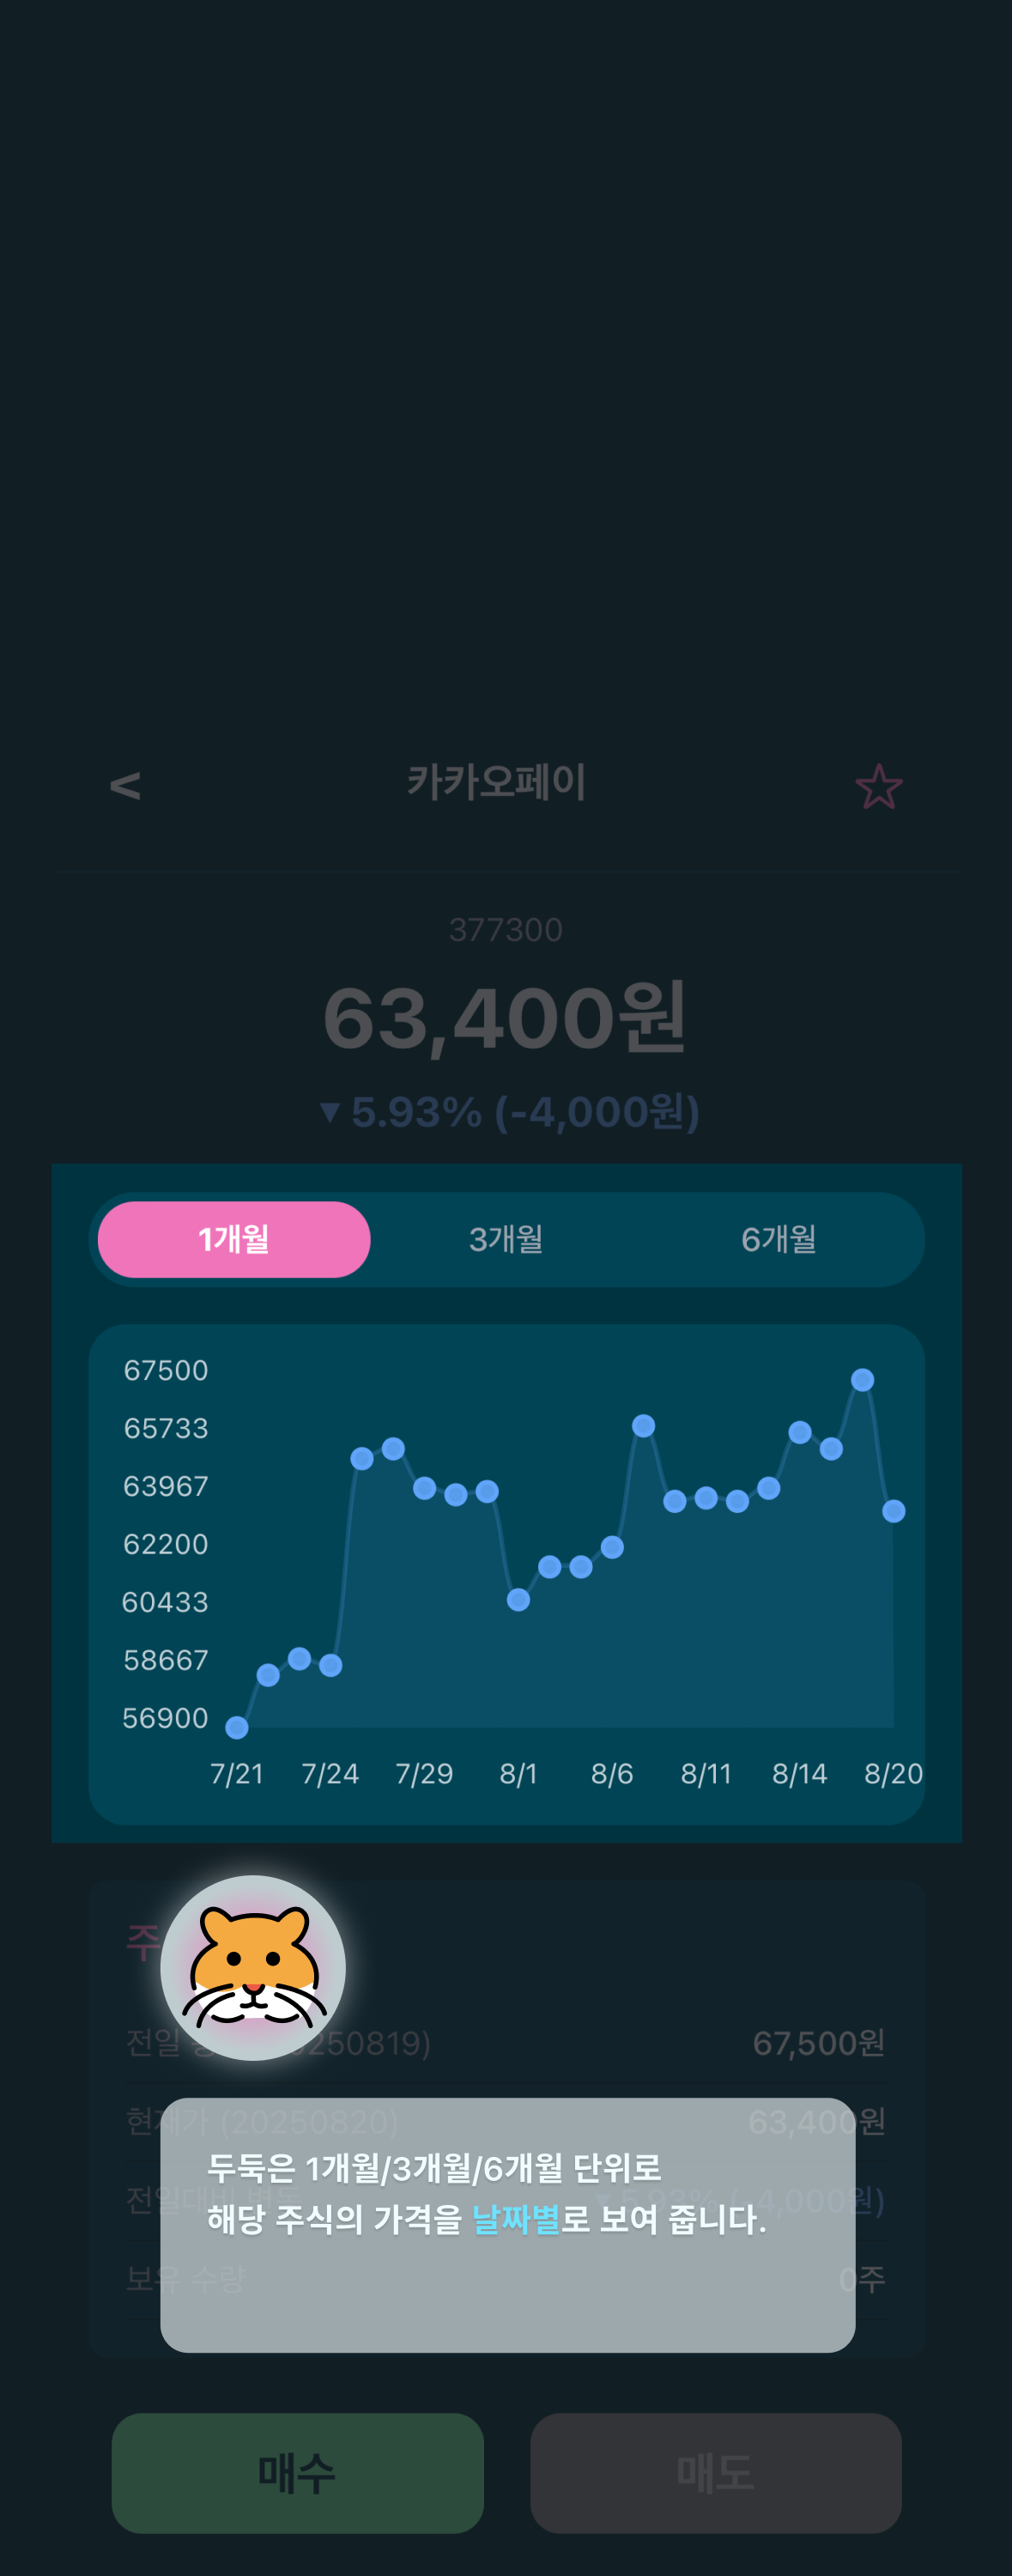 <
카카오페이
377300
63,400원
▼ 5.93% (-4,000원)
1개월 3개월 6개월
67500
65733
63967
62200
60433
58667
56900
7/21 7/24 7/29 8/1 8/6 8/11 8/14 8/20
주
전일 250819) 67,500원
현재가 (20250820) 63,400원
전일대비 변동 ▼ 5.93% (-4,000원)
보유 수량 0주
두둑은 1개월/3개월/6개월 단위로
해당 주식의 가격을 날짜별로 보여 줍니다.
매수 매도